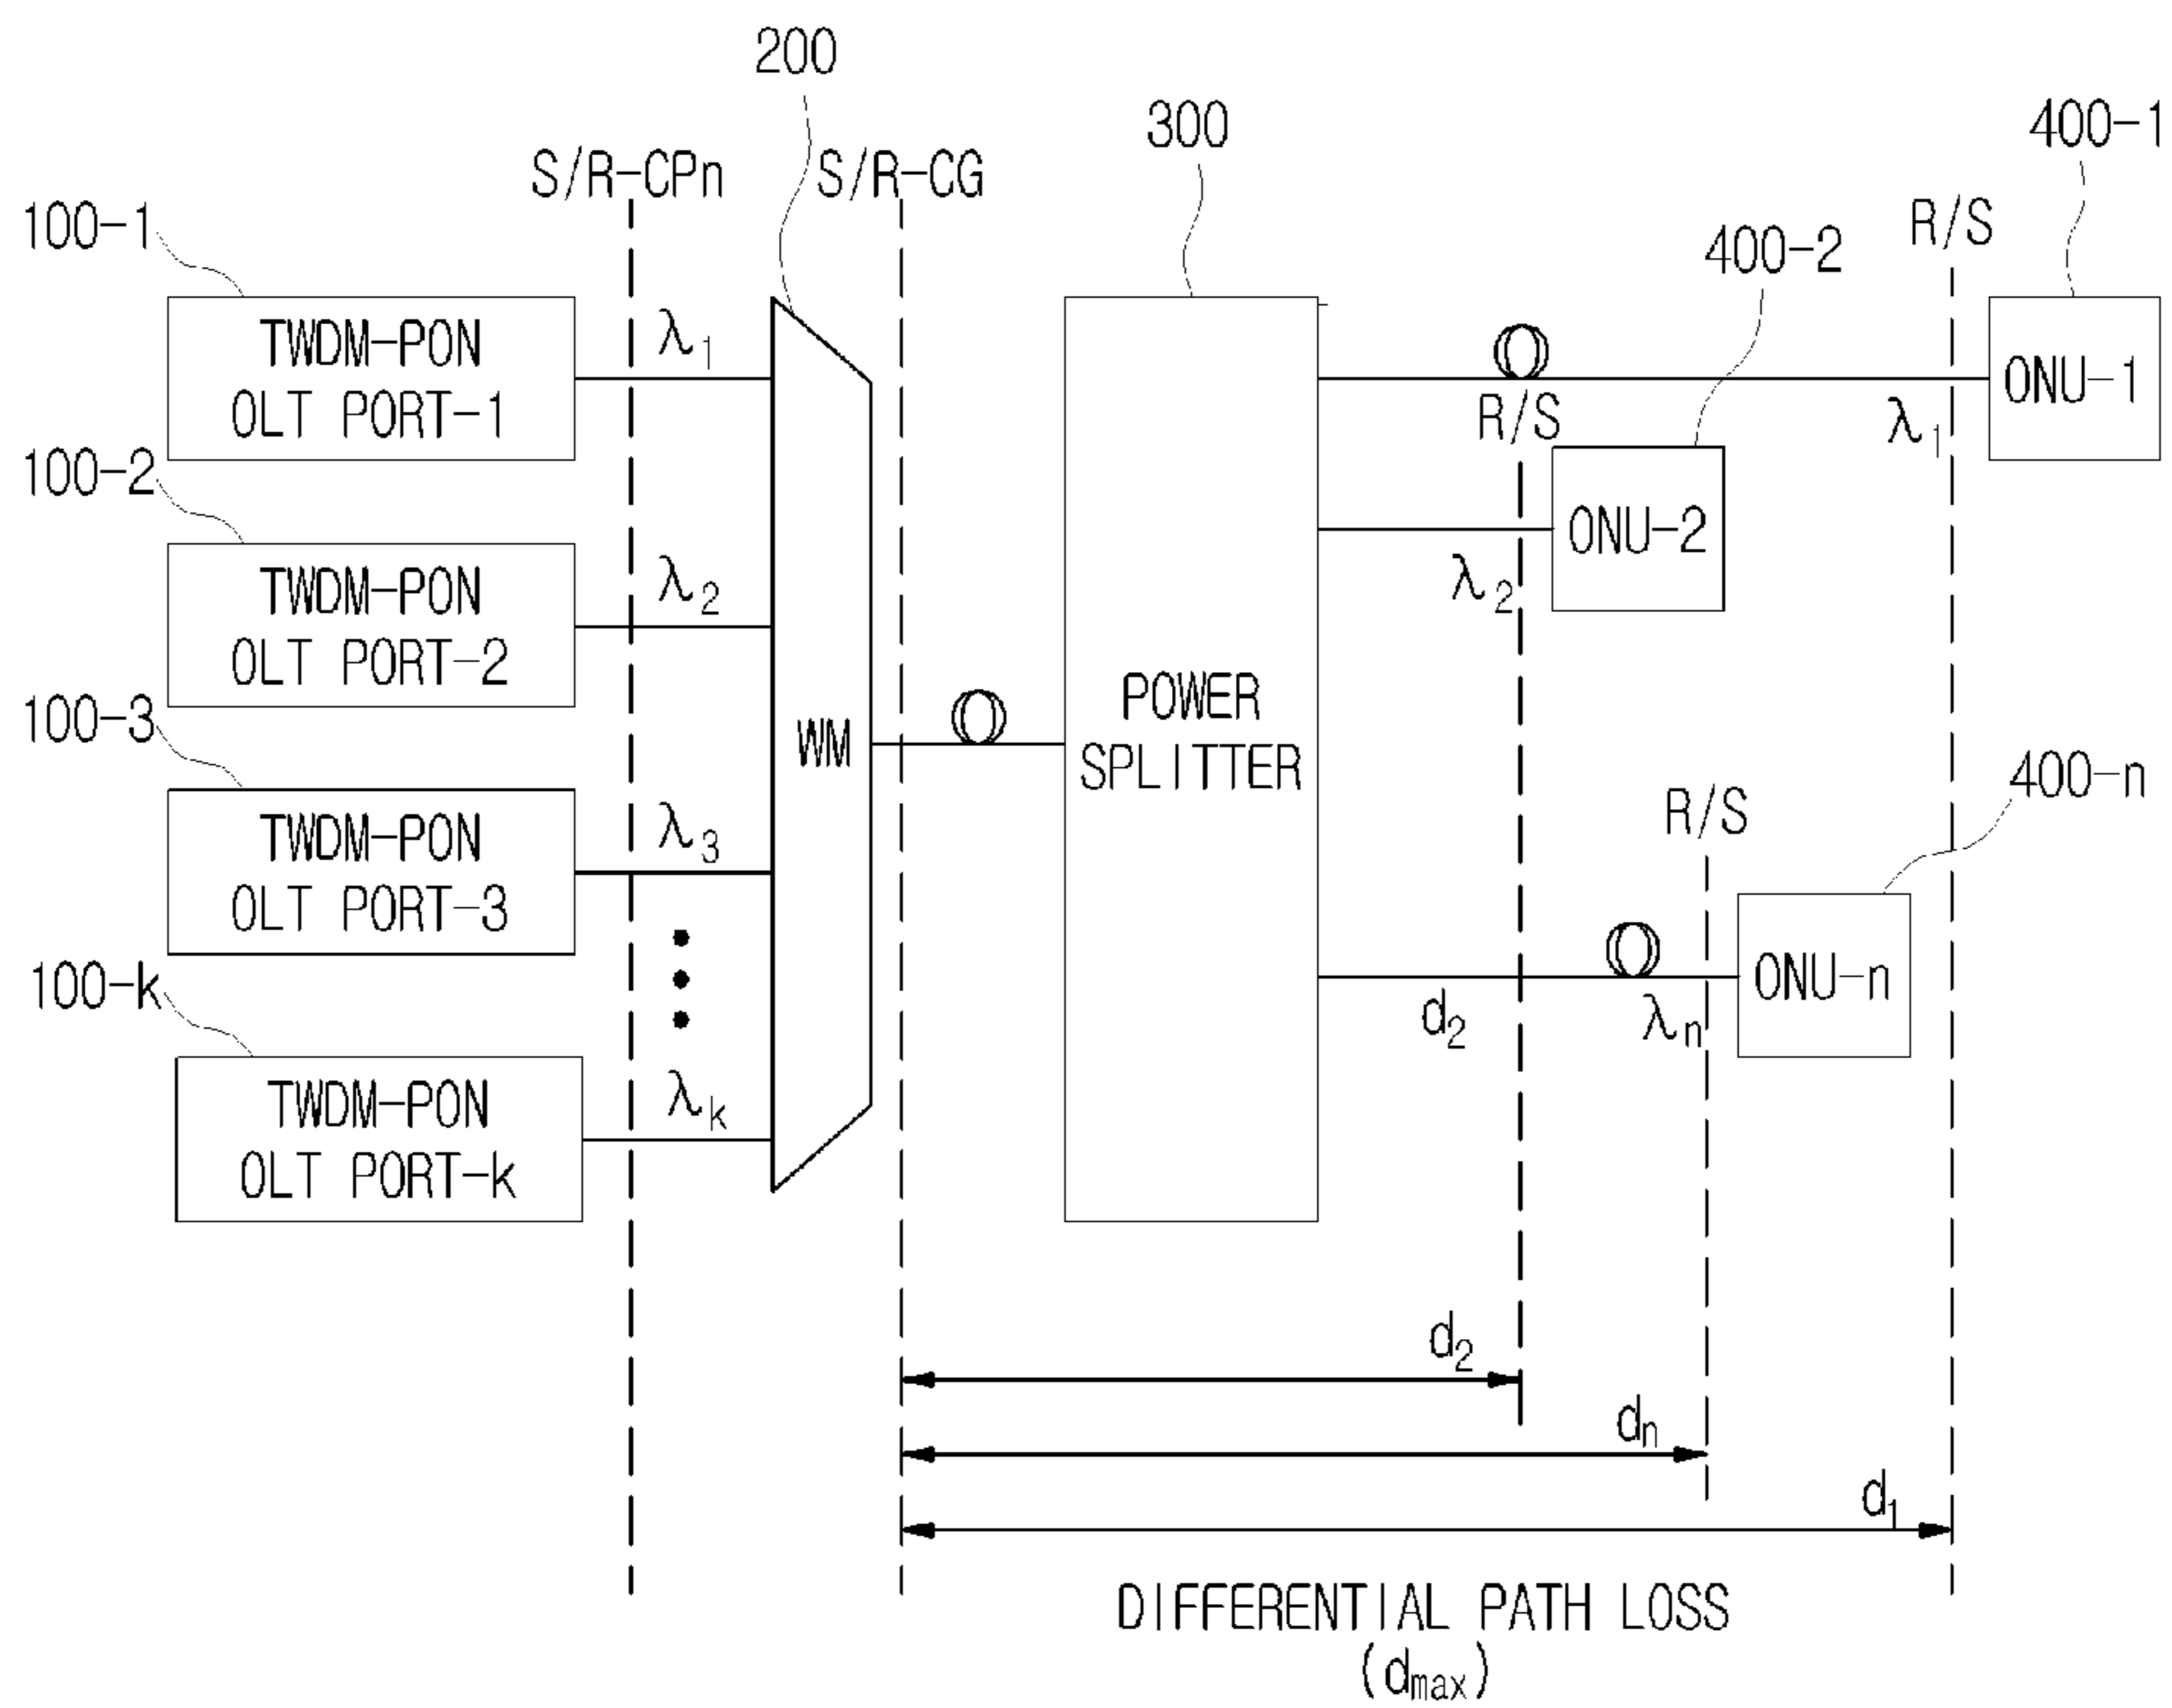 200
300
400-1
S/R-CPn
S/R-CG
R/S
400-2
100-1
TWDM-PON
OLT PORT-1
λ1
R/S
λ1
ONU-1
100-2
TWDM-PON
OLT PORT-2
λ2
λ2
ONU-2
100-3
TWDM-PON
OLT PORT-3
λ3
WM
POWER
SPLITTER
R/S
400-n
100-k
TWDM-PON
OLT PORT-k
λk
d2
λn
ONU-n
d2
dn
d1
DIFFERENTIAL PATH LOSS
(dmax)